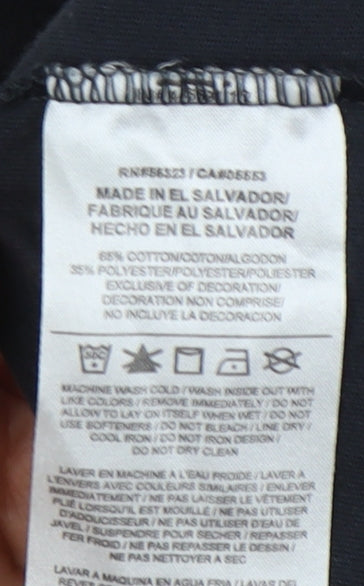 RN#56323 / CA#05553
MADE IN EL SALVADOR/
FABRIQUE AU SALVADOR/
HECHO EN EL SALVADOR
65% COTTON/COTON/ALGODON
35% POLYESTER/POLYESTER/POLIESTER
EXCLUSIVE OF DECORATION/
DECORATION NON COMPRISE/
NO INCLUYE LA DECORACION
MACHINE WASH COLD / WASH INSIDE OUT WITH
LIKE COLORS / REMOVE IMMEDIATELY / DO NOT
ALLOW TO LAY ON ITSELF WHEN WET / DO NOT
USE SOFTENERS / DO NOT BLEACH / LINE DRY /
COOL IRON / DO NOT IRON DESIGN /
DO NOT DRY CLEAN
LAVER EN MACHINE A L'EAU FROIDE / LAVER A
L'ENVERS AVEC COULEURS SIMILAIRES / ENLEVER
IMMEDIATEMENT / NE PAS LAISSER LE VÊTEMENT
PLIÉ LORSQU'IL EST MOUILLÉ / NE PAS UTILISER
D'ADOUCISSEUR / NE PAS UTILISER D'EAU DE
JAVEL / SUSPENDRE POUR SECHER / REPASSER
FER FROID / NE PAS REPASSER LE DESSIN /
NE PAS NETTOYER A SEC
LAVAR A MAQUINA EN AGUA FRIA / LAVAR